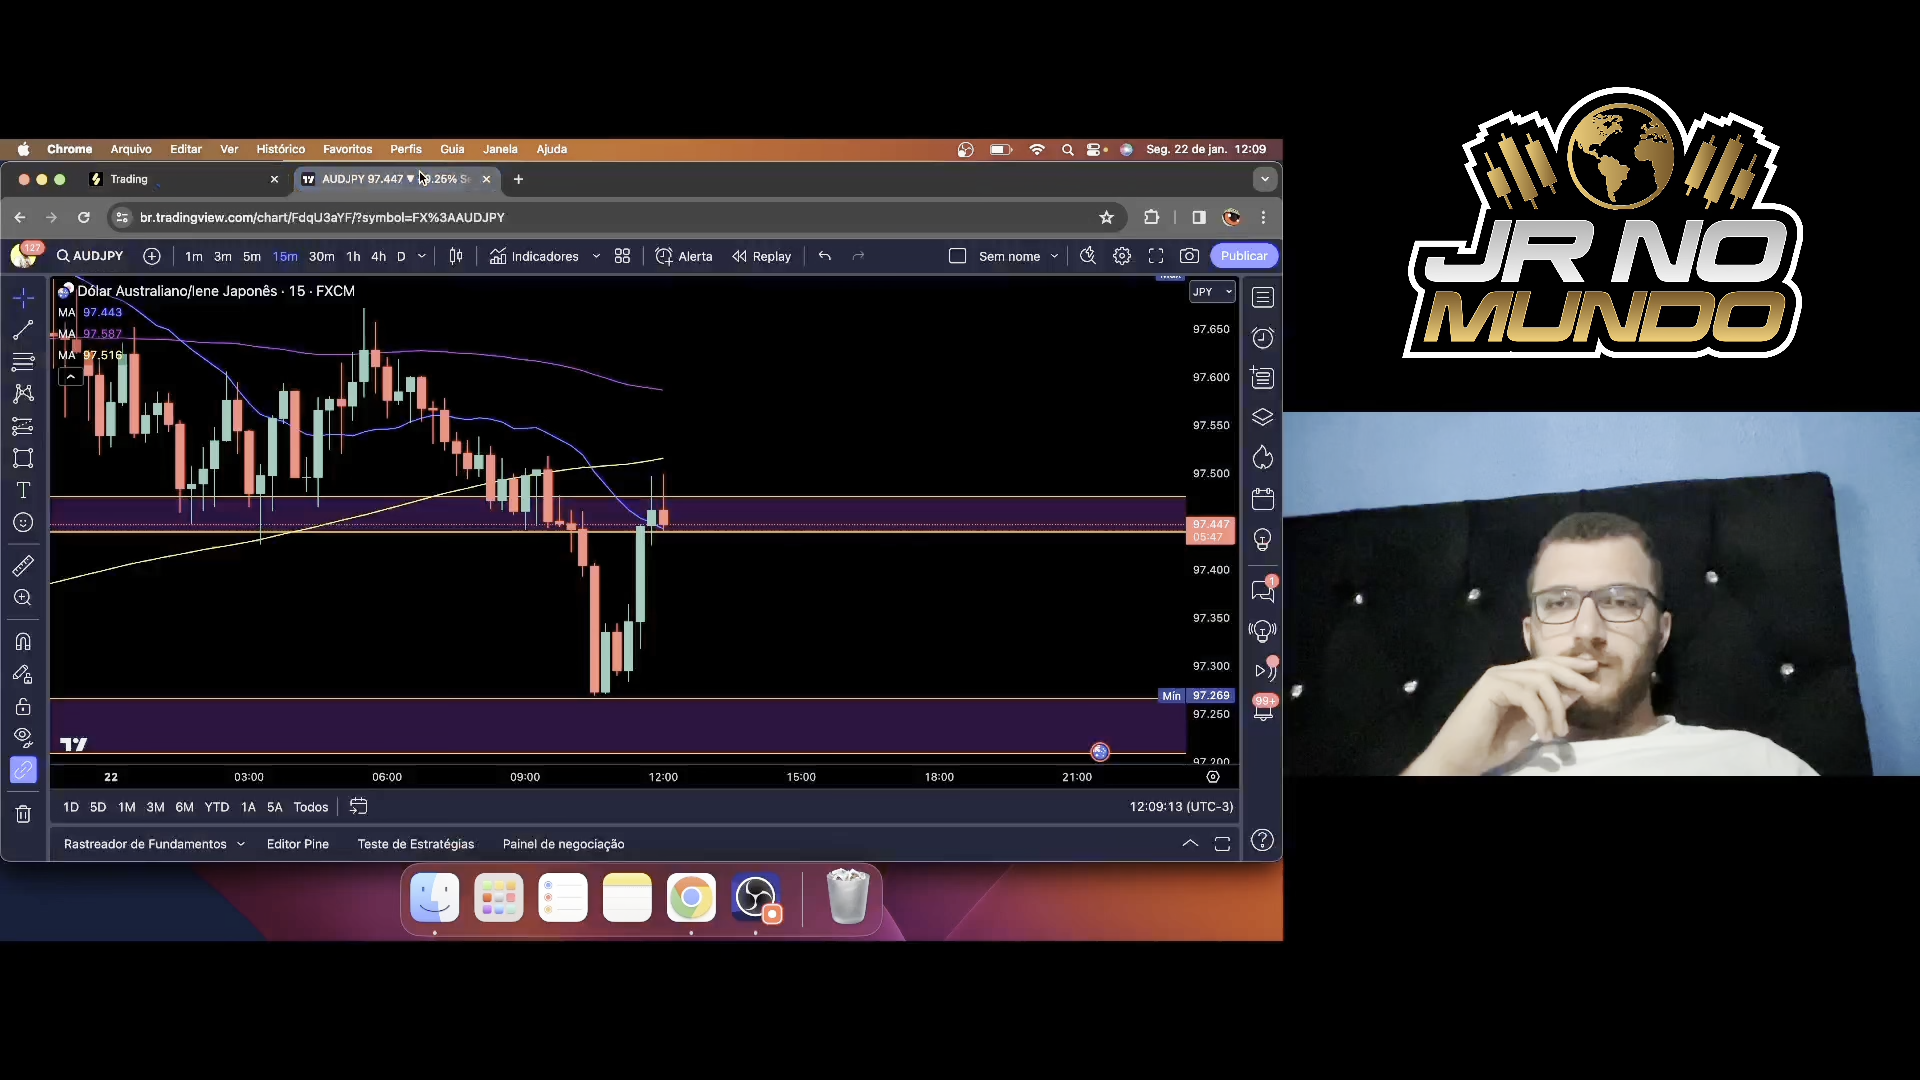 JR NO
MUNDO
Chrome Arquivo Editar Ver Histórico Favoritos Perfis Guia Janela Ajuda Seg. 22 de jan. 12:09
Trading AUDJPY 97.447 ▼
br.tradingview.com/chart/FdqU3aYF/?symbol=FX%3AAUDJPY
127 AUDJPY 1m 3m 5m 15m 30m 1h 4h D Indicadores Alerta Replay Sem nome Publicar
Dólar Australiano/Iene Japonês · 15 · FXCM JPY
MA 97.443
MA 97.587
MA 97.516
97.650
97.600
97.550
97.500
97.447
05:47
97.400
97.350
97.300
Mín 97.269
97.250
97.200
1
99+
22 03:00 06:00 09:00 12:00 15:00 18:00 21:00
1D 5D 1M 3M 6M YTD 1A 5A Todos 12:09:13 (UTC-3)
Rastreador de Fundamentos Editor Pine Teste de Estratégias Painel de negociação